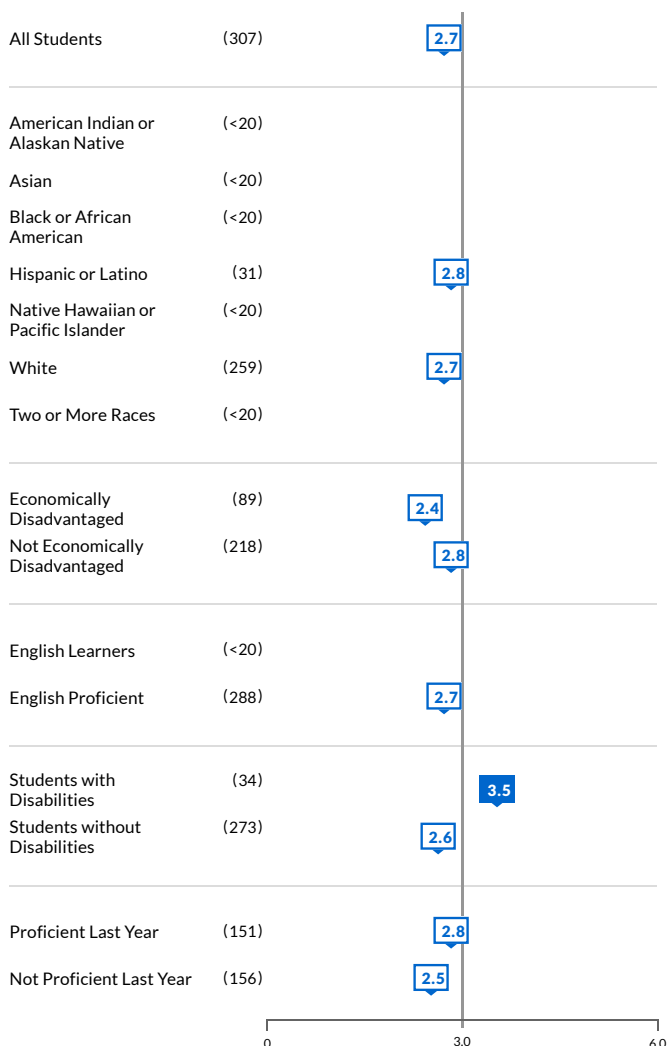 All Students (307) 2.7
American Indian or (<20)
Alaskan Native
Asian (<20)
Black or African (<20)
American
Hispanic or Latino (31) 2.8
Native Hawaiian or (<20)
Pacific Islander
White (259) 2.7
Two or More Races (<20)
Economically (89) 2.4
Disadvantaged
Not Economically (218) 2.8
Disadvantaged
English Learners (<20)
English Proficient (288) 2.7
Students with (34) 3.5
Disabilities
Students without (273) 2.6
Disabilities
Proficient Last Year (151) 2.8
Not Proficient Last Year (156) 2.5
0 3.0 6.0